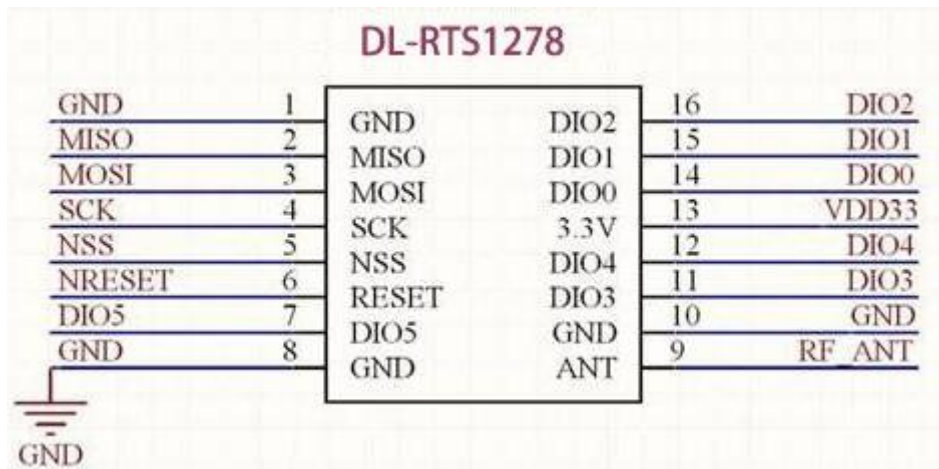 DL-RTS1278
GND 1 GND DIO2 16 DIO2
MISO 2 MISO DIO1 15 DIO1
MOSI 3 MOSI DIO0 14 DIO0
SCK 4 SCK 3.3V 13 VDD33
NSS 5 NSS DIO4 12 DIO4
NRESET 6 RESET DIO3 11 DIO3
DIO5 7 DIO5 GND 10 GND
GND 8 GND ANT 9 RF_ANT
GND